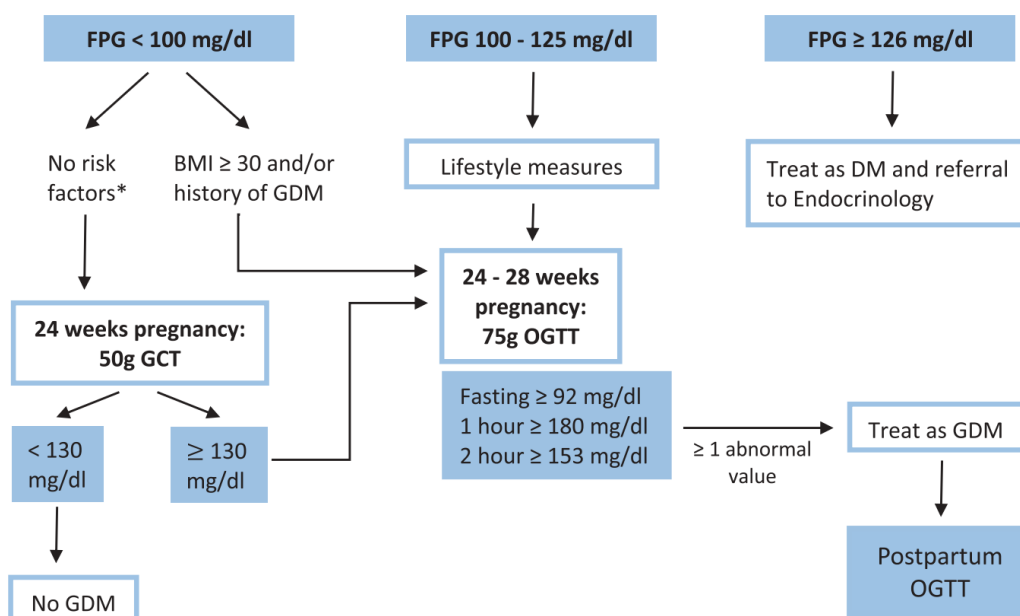 FPG < 100 mg/dl
FPG 100 - 125 mg/dl
FPG ≥ 126 mg/dl
No risk
factors*
BMI ≥ 30 and/or
history of GDM
Lifestyle measures
Treat as DM and referral
to Endocrinology
24 weeks pregnancy:
50g GCT
24 - 28 weeks
pregnancy:
75g OGTT
< 130
mg/dl
≥ 130
mg/dl
Fasting ≥ 92 mg/dl
1 hour ≥ 180 mg/dl
2 hour ≥ 153 mg/dl
≥ 1 abnormal
value
Treat as GDM
No GDM
Postpartum
OGTT